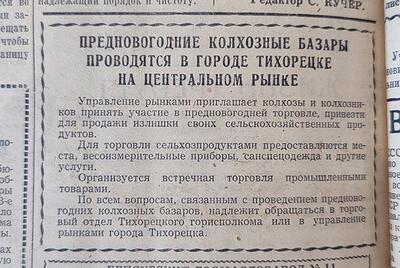 надлежащий порядок и чистоту.
Редактор С. КУЧЕР.
ПРЕДНОВОГОДНИЕ КОЛХОЗНЫЕ БАЗАРЫ
ПРОВОДЯТСЯ В ГОРОДЕ ТИХОРЕЦКЕ
НА ЦЕНТРАЛЬНОМ РЫНКЕ
Управление рынками приглашает колхозы и колхозни-
ков принять участие в предновогодней торговле, привезти
для продажи излишки своих сельскохозяйственных про-
дуктов.
Для торговли сельхозпродуктами предоставляются ме-
ста, весоизмерительные приборы, санспецодежда и другие
услуги.
Организуется встречная торговля промышленными
товарами.
По всем вопросам, связанным с проведением предново-
годних колхозных базаров, надлежит обращаться в торго-
вый отдел Тихорецкого горисполкома или в управление
рынками города Тихорецка.